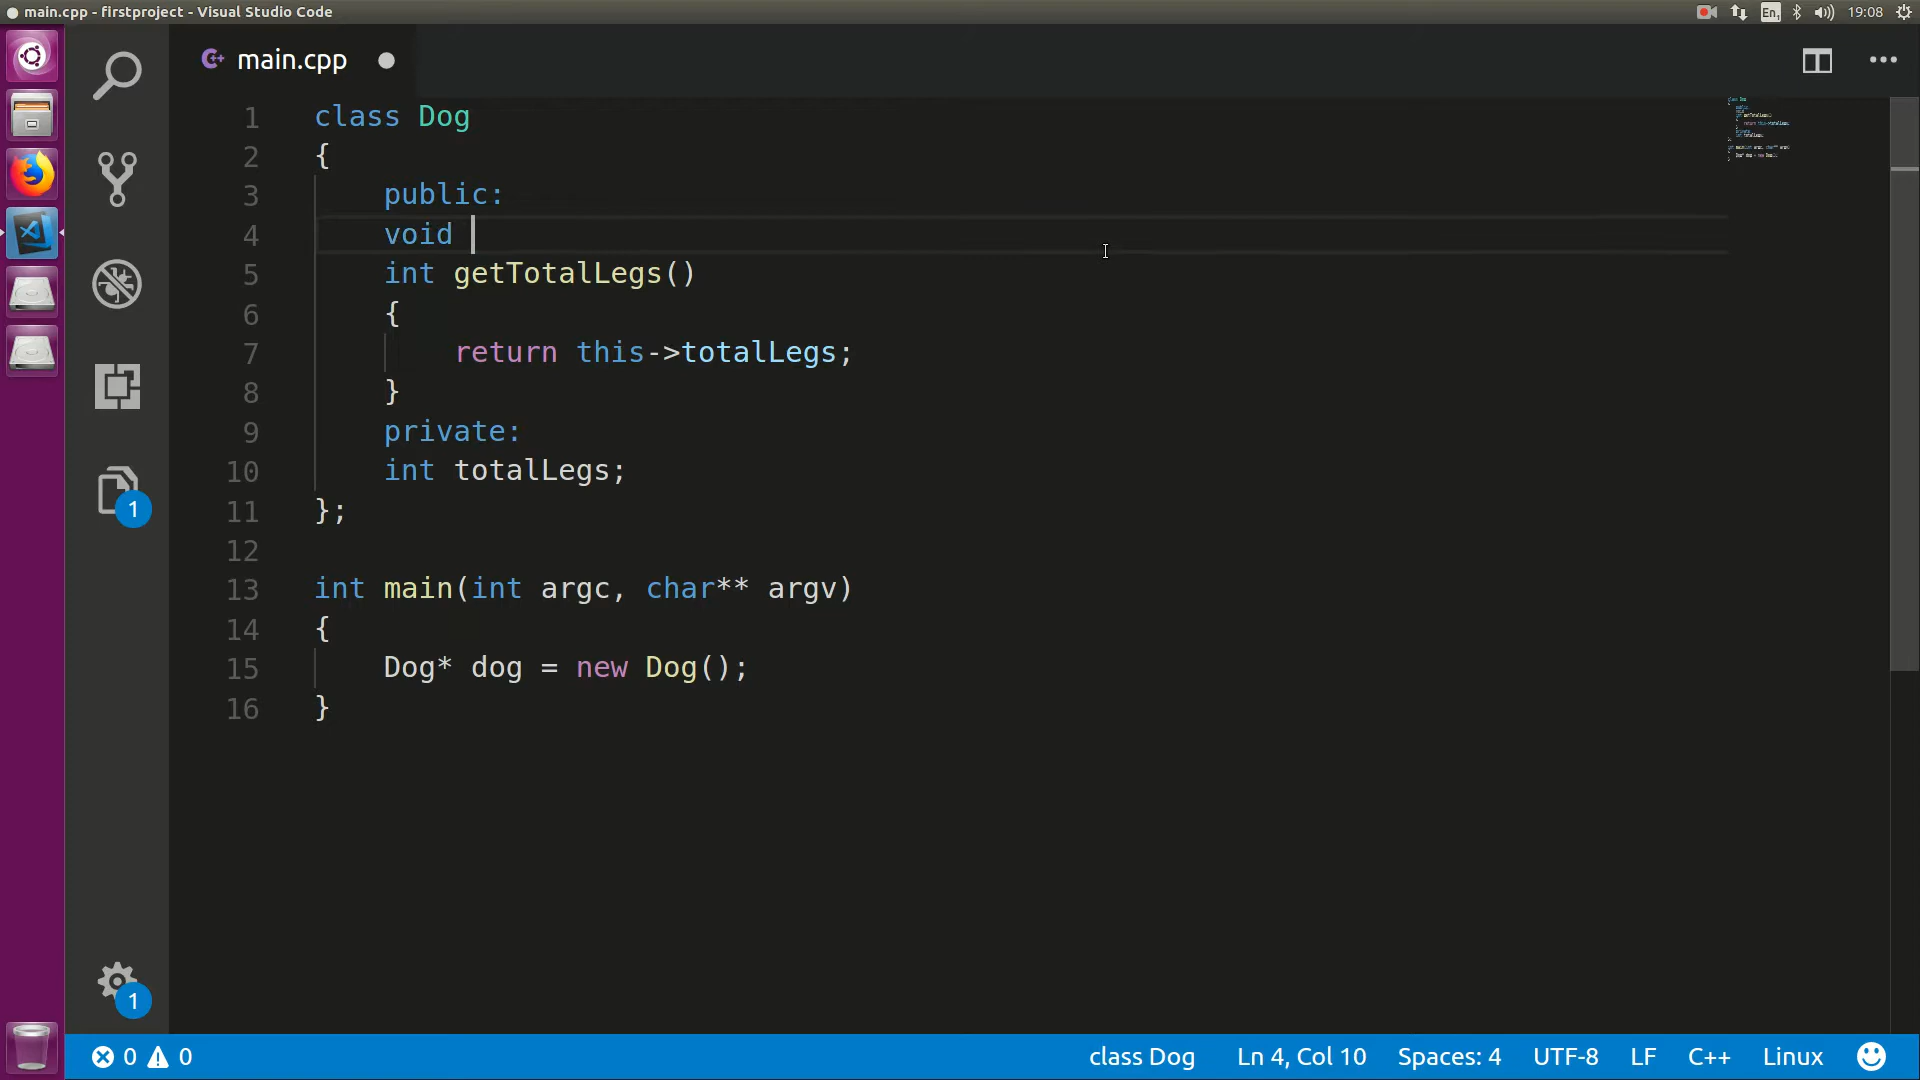 main.cpp - firstproject - Visual Studio Code
En1 19:08
main.cpp
1 class Dog
2 {
3 public:
4 void
5 int getTotalLegs()
6 {
7 return this->totalLegs;
8 }
9 private:
10 int totalLegs;
11 };
12
13 int main(int argc, char** argv)
14 {
15 Dog* dog = new Dog();
16 }
1
1
0 0 class Dog Ln 4, Col 10 Spaces: 4 UTF-8 LF C++ Linux